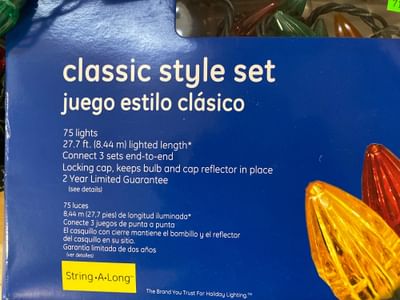 classic style set
juego estilo clásico
75 lights
27.7 ft. (8.44 m) lighted length*
Connect 3 sets end-to-end
Locking cap, keeps bulb and cap reflector in place
2 Year Limited Guarantee
(see details)
75 luces
8,44 m (27,7 pies) de longitud iluminada*
Conecte 3 juegos de punta a punta
El casquillo con cierre mantiene el bombillo y el reflector
del casquillo en su sitio.
Garantía limitada de dos años
(ver detalles)
String•A•Long™
The Brand You Trust For Holiday Lighting.™